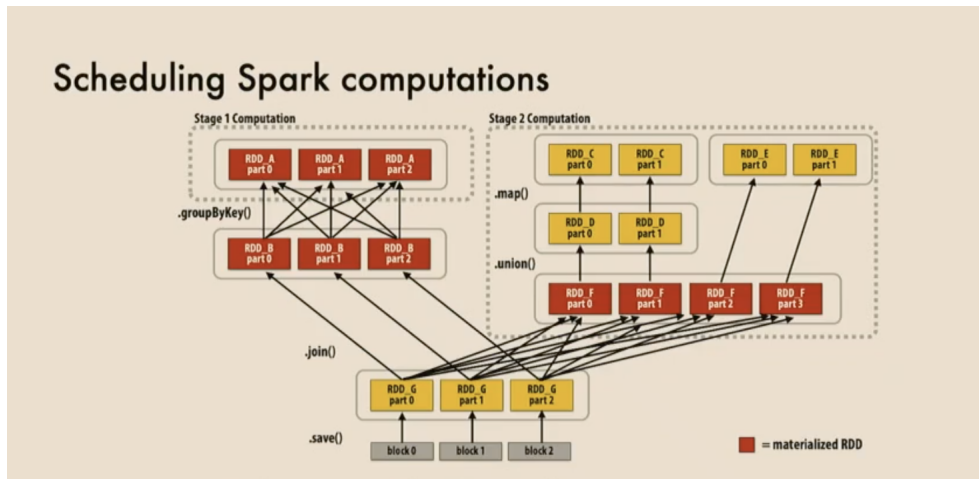 Scheduling Spark computations
Stage 1 Computation
RDD_A
part 0
RDD_A
part 1
RDD_A
part 2
.groupByKey()
RDD_B
part 0
RDD_B
part 1
RDD_B
part 2
Stage 2 Computation
RDD_C
part 0
RDD_C
part 1
RDD_E
part 0
RDD_E
part 1
.map()
RDD_D
part 0
RDD_D
part 1
.union()
RDD_F
part 0
RDD_F
part 1
RDD_F
part 2
RDD_F
part 3
.join()
RDD_G
part 0
RDD_G
part 1
RDD_G
part 2
.save()
block 0
block 1
block 2
= materialized RDD